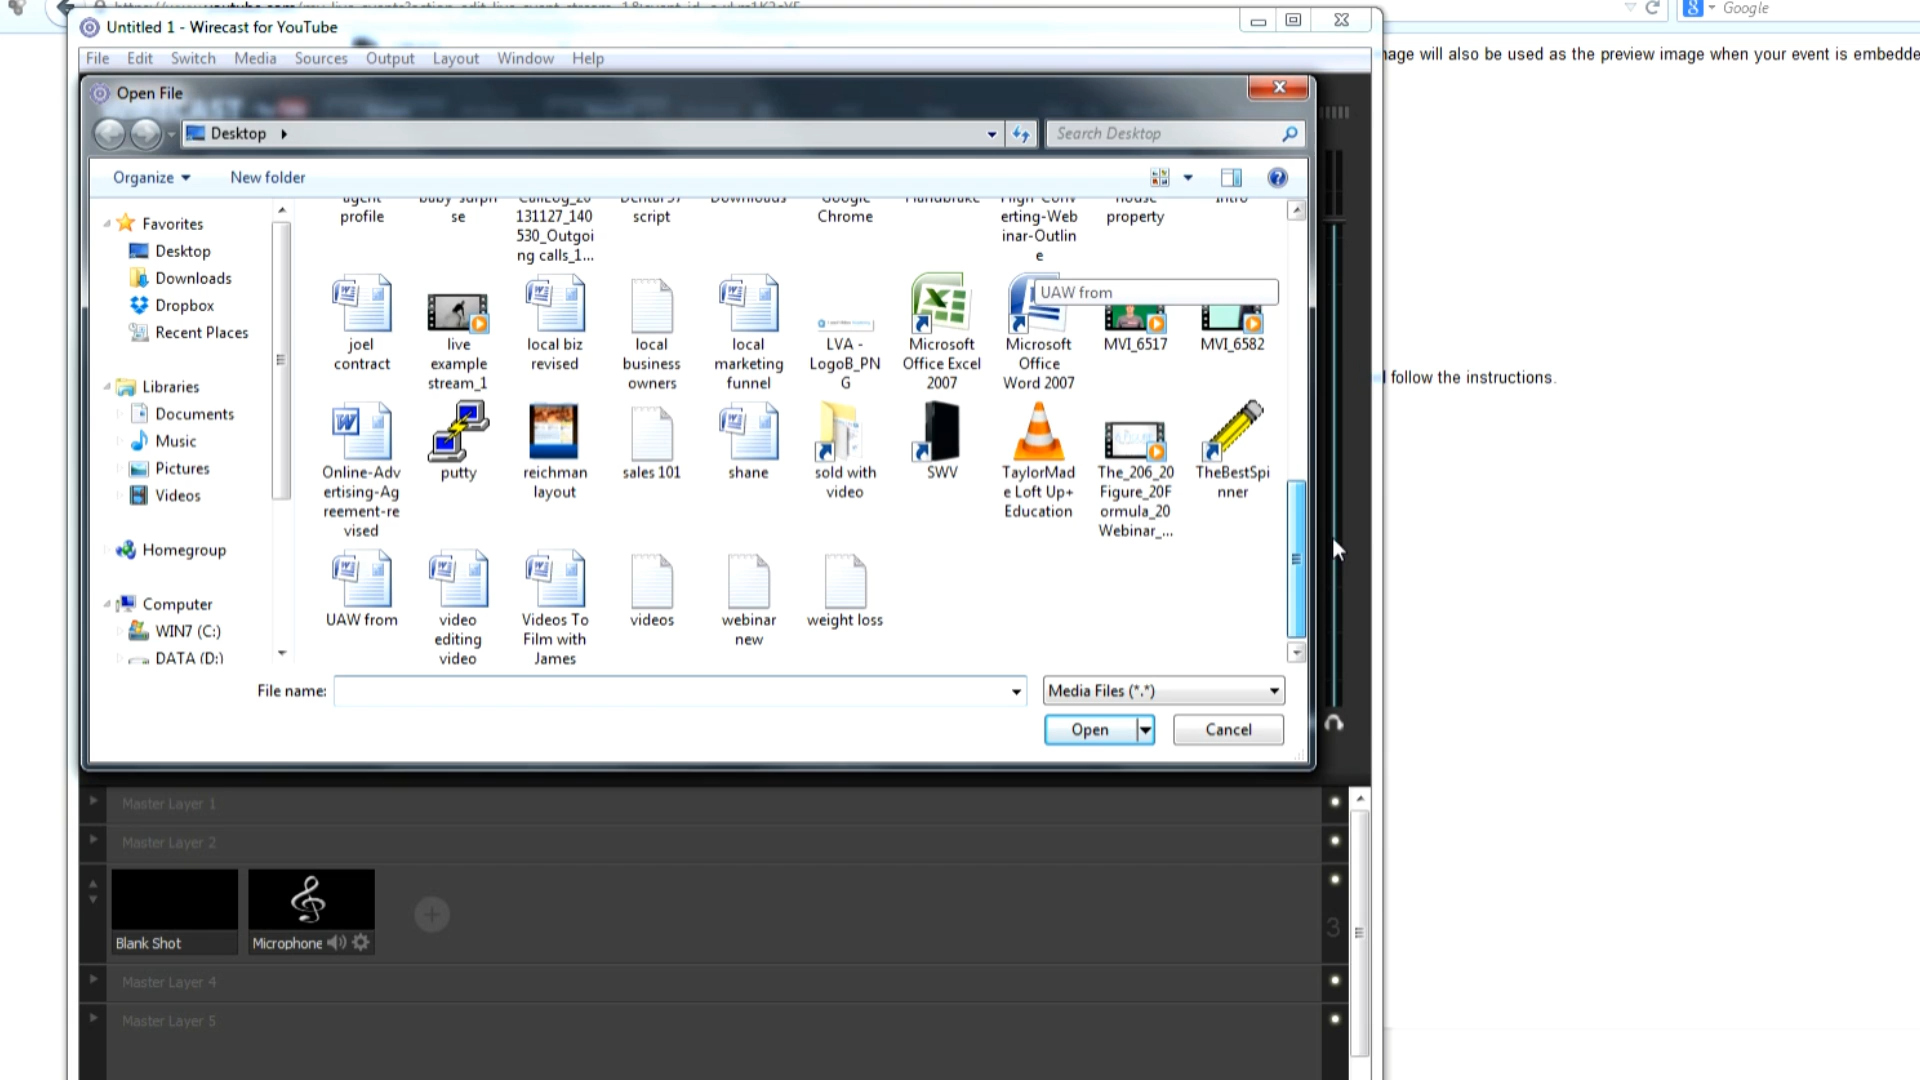 Google
Untitled 1 - Wirecast for YouTube
File Edit Switch Media Sources Output Layout Window Help
nage will also be used as the preview image when your event is embedde
Open File
Desktop
Search Desktop
Organize
New folder
Favorites
Desktop
Downloads
Dropbox
Recent Places
Libraries
Documents
Music
Pictures
Videos
Homegroup
Computer
WIN7 (C:)
DATA (D:)
profile
se
131127_140
530_Outgoi
ng calls_1...
script
Downloads
Google
Chrome
Handbrake
erting-Web
inar-Outlin
e
house
property
Intro
joel
contract
live
example
stream_1
local biz
revised
local
business
owners
local
marketing
funnel
LVA -
LogoB_PN
G
Microsoft
Office Excel
2007
Microsoft
Office
Word 2007
UAW from
MVI_6517
MVI_6582
follow the instructions.
Online-Adv
ertising-Ag
reement-re
vised
putty
reichman
layout
sales 101
shane
sold with
video
SWV
TaylorMad
e Loft Up+
Education
The_206_20
Figure_20F
ormula_20
Webinar_...
TheBestSpi
nner
UAW from
video
editing
video
Videos To
Film with
James
videos
webinar
new
weight loss
File name:
Media Files (*.*)
Open
Cancel
Master Layer 1
Master Layer 2
Blank Shot
Microphone
3
Master Layer 4
Master Layer 5